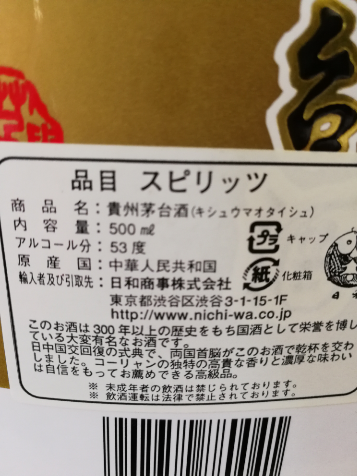 品目 スピリッツ
商品名：貴州茅台酒(キシュウマオタイシュ)
内容量：500㎖
アルコール分：53度
原産国：中華人民共和国
輸入者及び引取先：日和商事株式会社
東京都渋谷区渋谷3-1-15-1F
http://www.nichi-wa.co.jp
プラ キャップ
紙 化粧箱
このお酒は300年以上の歴史をもち国酒として栄誉を博し
ている大変有名なお酒です。
日中国交回復の式典で、両国首脳がこのお酒で乾杯を交わ
しました。コーリャンの独特の高貴な香りと濃厚な味わい
は自信をもってお薦めできる高級品。
※ 未成年者の飲酒は禁じられております。
※ 飲酒運転は法律で禁止されております。